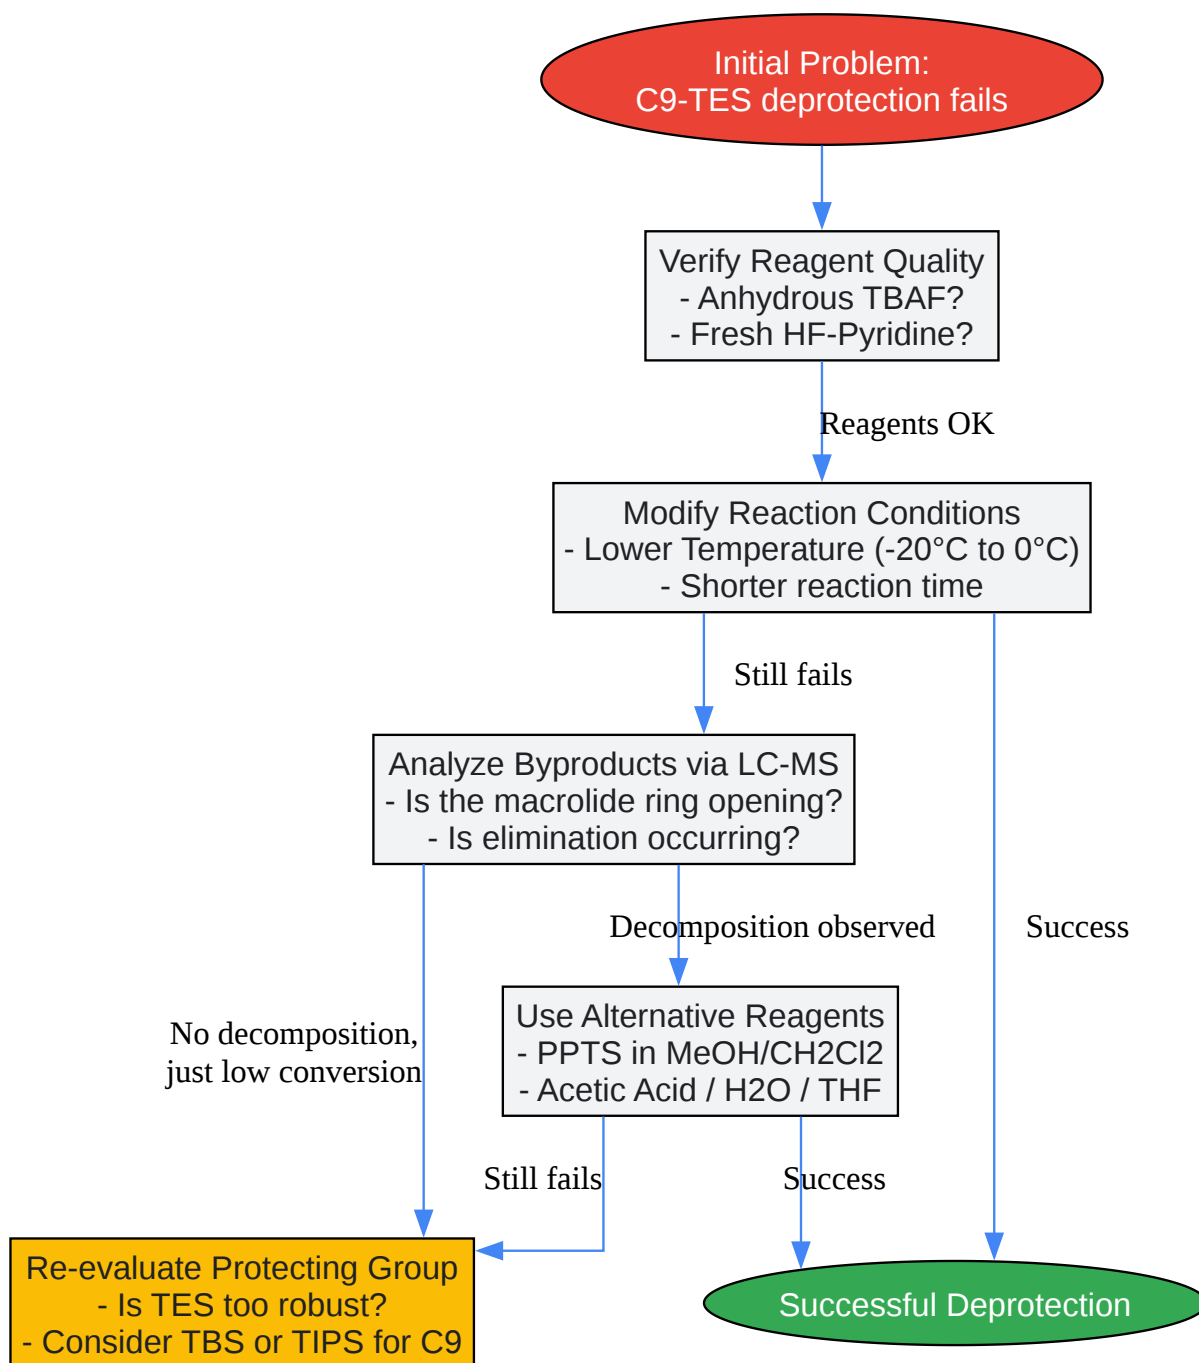 Initial Problem:
C9-TES deprotection fails
Verify Reagent Quality
- Anhydrous TBAF?
- Fresh HF-Pyridine?
Reagents OK
Modify Reaction Conditions
- Lower Temperature (-20°C to 0°C)
- Shorter reaction time
Still fails
Analyze Byproducts via LC-MS
- Is the macrolide ring opening?
- Is elimination occurring?
Decomposition observed
Success
No decomposition,
just low conversion
Use Alternative Reagents
- PPTS in MeOH/CH2Cl2
- Acetic Acid / H2O / THF
Still fails
Success
Re-evaluate Protecting Group
- Is TES too robust?
- Consider TBS or TIPS for C9
Successful Deprotection